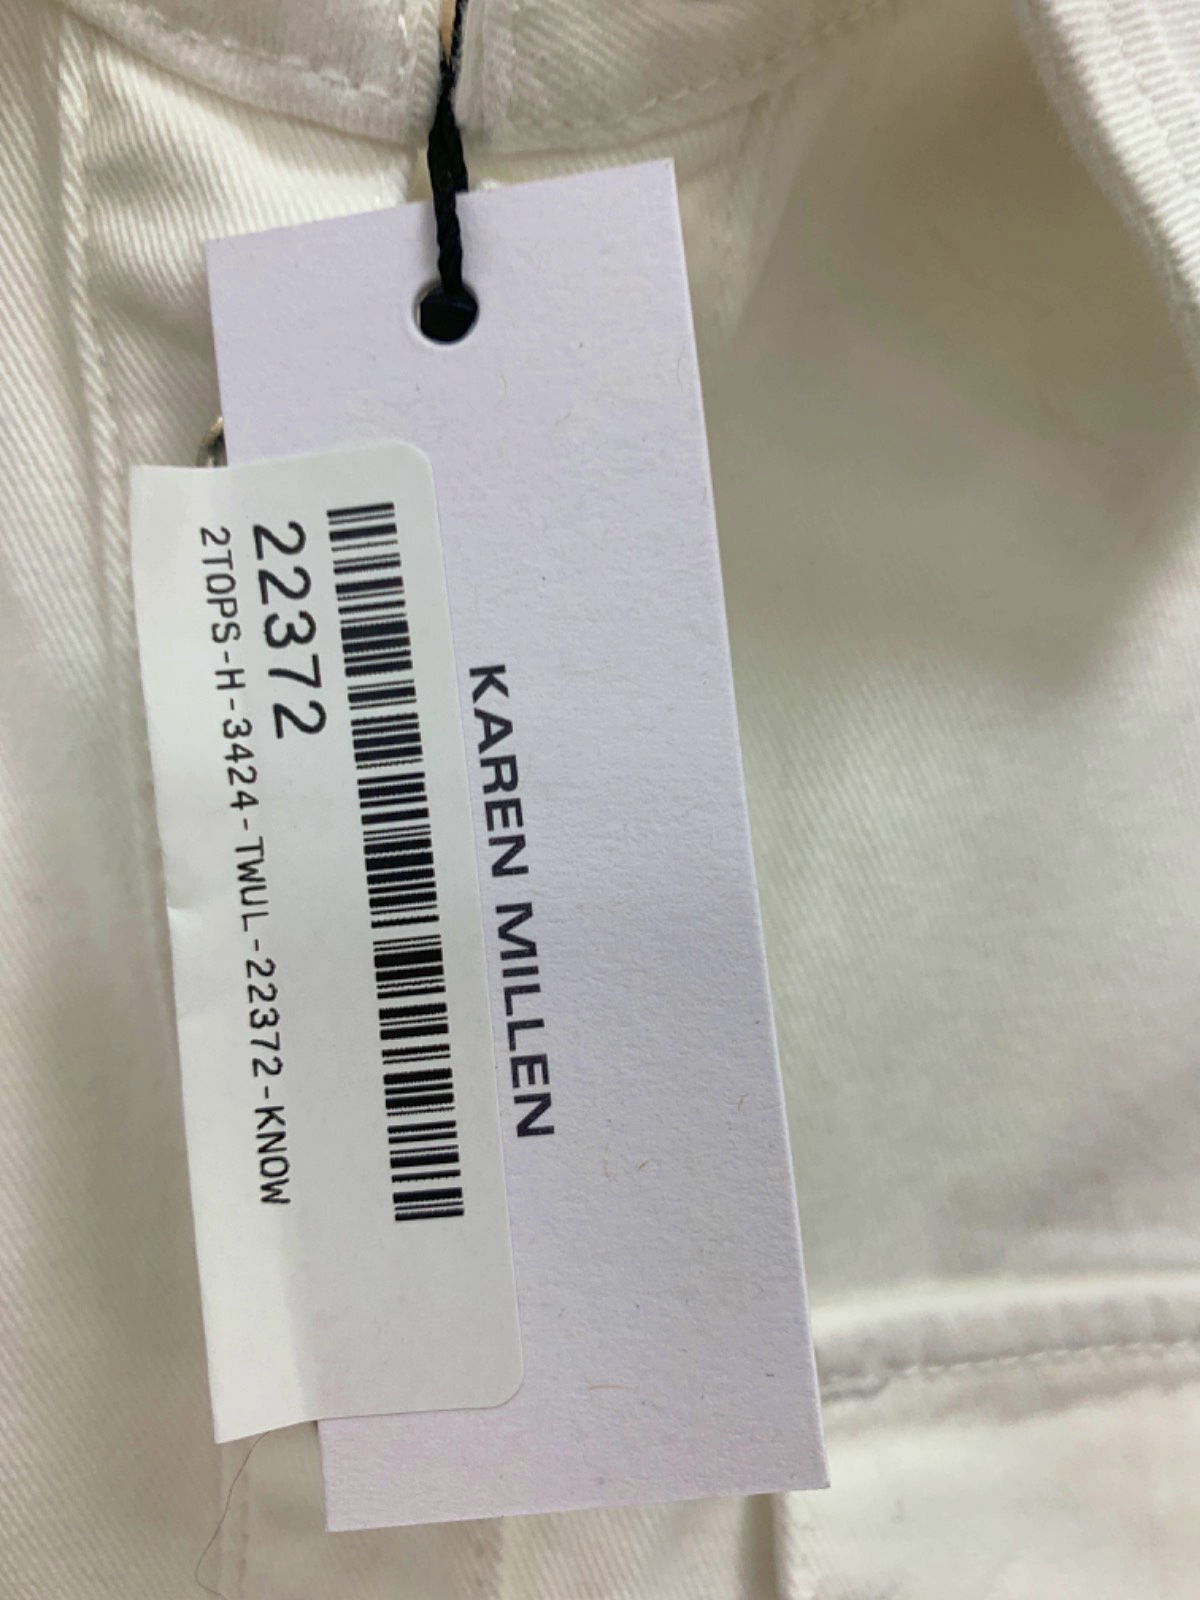 KAREN MILLEN
22372
2TOPS-H-3424-TWUL-22372-KNOW